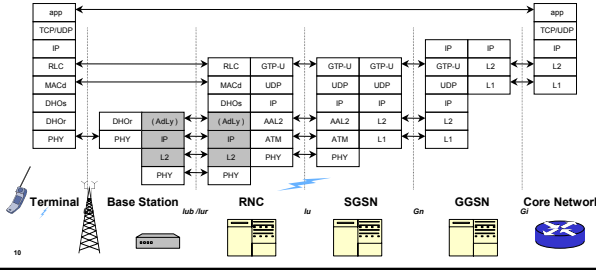 app app
TCP/UDP TCP/UDP
IP IP IP IP
RLC RLC GTP-U GTP-U GTP-U GTP-U L2 L2
MACd MACd UDP UDP UDP UDP L1 L1
DHOs DHOs IP IP IP IP
DHOr DHOr (AdLy) (AdLy) AAL2 AAL2 L2 L2
PHY PHY IP IP ATM ATM L1 L1
L2 L2 PHY PHY
PHY PHY
Terminal Base Station RNC SGSN GGSN Core Network
Iub /Iur Iu Gn Gi
10